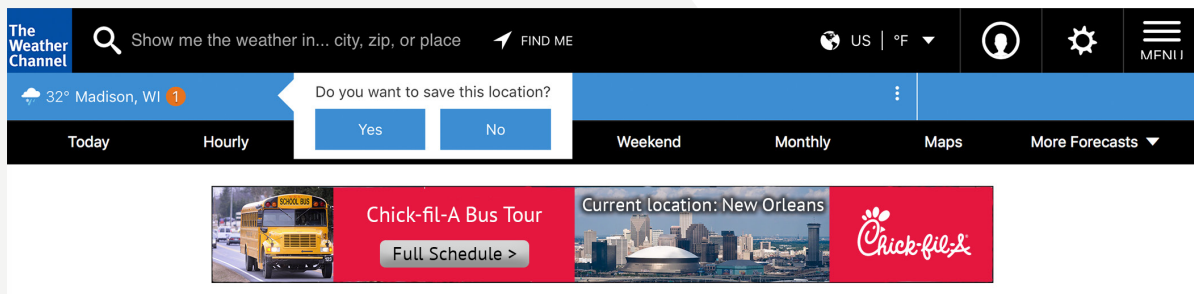 The
Weather
Channel
Show me the weather in... city, zip, or place
FIND ME
US | °F
MENU
32° Madison, WI 1
Do you want to save this location?
Yes No
Today Hourly Weekend Monthly Maps More Forecasts
SCHOOL BUS
Chick-fil-A Bus Tour
Full Schedule >
Current location: New Orleans
Chick-fil-A